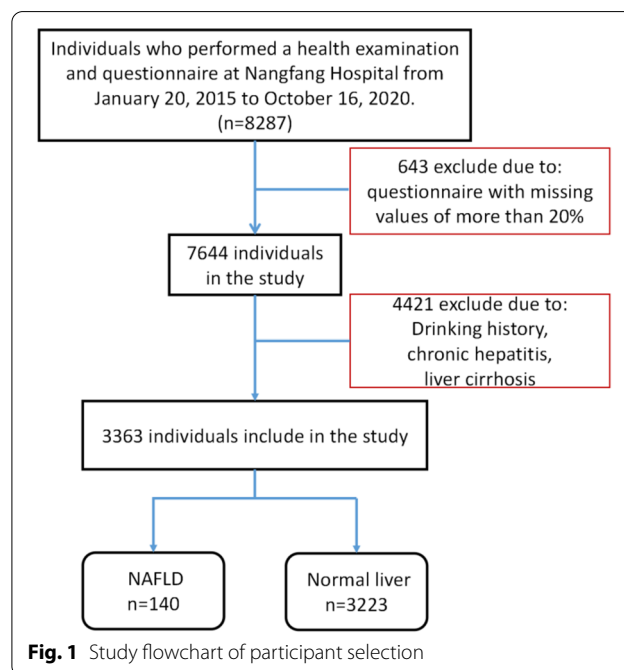 Individuals who performed a health examination
and questionnaire at Nangfang Hospital from
January 20, 2015 to October 16, 2020.
(n=8287)
643 exclude due to:
questionnaire with missing
values of more than 20%
7644 individuals
in the study
4421 exclude due to:
Drinking history,
chronic hepatitis,
liver cirrhosis
3363 individuals include in the study
NAFLD
n=140
Normal liver
n=3223
Fig. 1 Study flowchart of participant selection